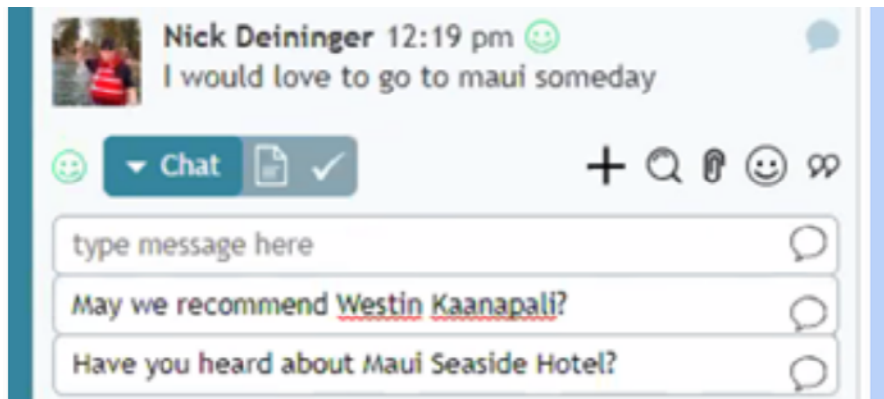 Nick Deininger 12:19 pm
I would love to go to maui someday
Chat
type message here
May we recommend Westin Kaanapali?
Have you heard about Maui Seaside Hotel?